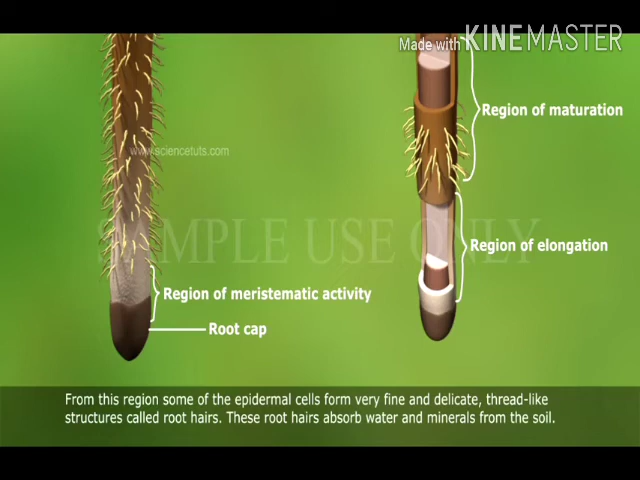 Made with KINEMASTER
Region of maturation
www.sciencetuts.com
SAMPLE USE ONLY
Region of elongation
Region of meristematic activity
Root cap
From this region some of the epidermal cells form very fine and delicate, thread-like
structures called root hairs. These root hairs absorb water and minerals from the soil.